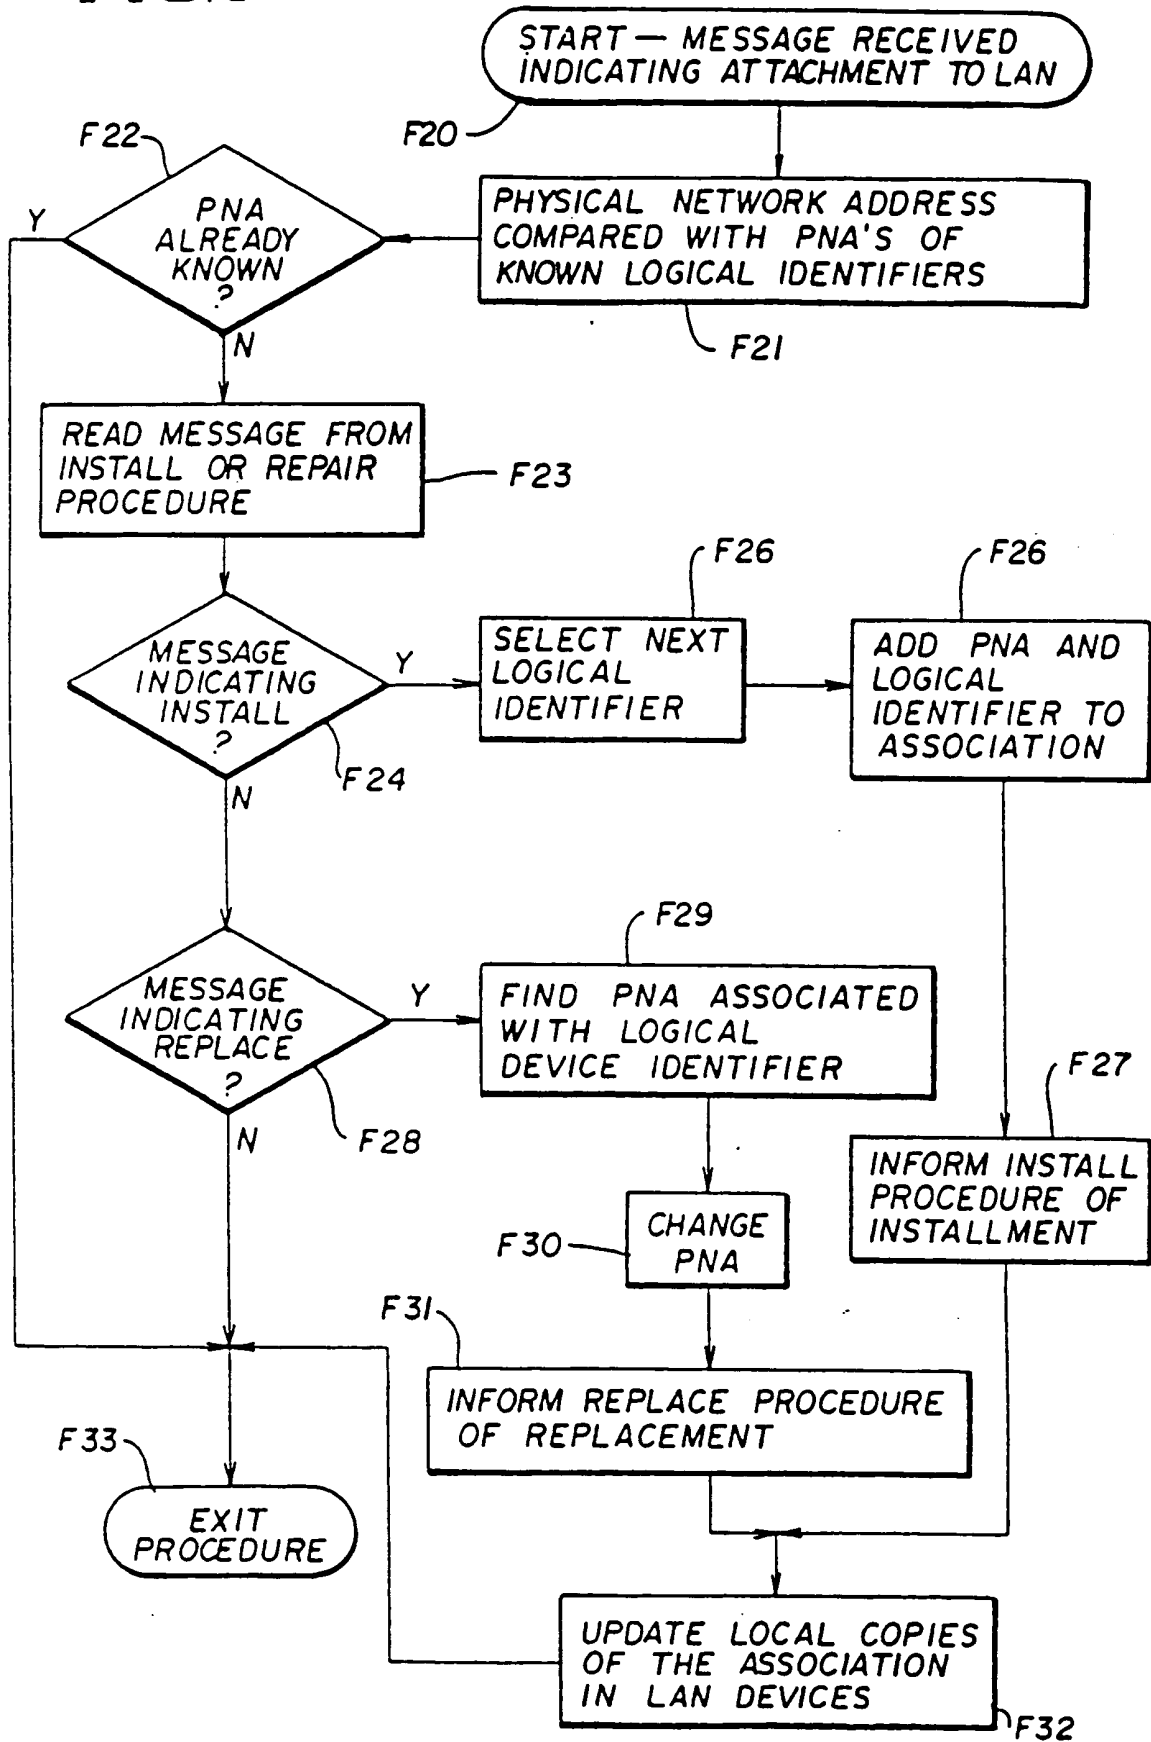 START — MESSAGE RECEIVED
INDICATING ATTACHMENT TO LAN
F20
F22
PHYSICAL NETWORK ADDRESS
COMPARED WITH PNA'S OF
KNOWN LOGICAL IDENTIFIERS
F21
Y
PNA
ALREADY
KNOWN
?
N
READ MESSAGE FROM
INSTALL OR REPAIR
PROCEDURE
F23
MESSAGE
INDICATING
INSTALL
?
Y
F24
N
F26
SELECT NEXT
LOGICAL
IDENTIFIER
F26
ADD PNA AND
LOGICAL
IDENTIFIER TO
ASSOCIATION
MESSAGE
INDICATING
REPLACE
?
Y
F28
N
F29
FIND PNA ASSOCIATED
WITH LOGICAL
DEVICE IDENTIFIER
F27
INFORM INSTALL
PROCEDURE OF
INSTALLMENT
F30
CHANGE
PNA
F31
INFORM REPLACE PROCEDURE
OF REPLACEMENT
F33
EXIT
PROCEDURE
UPDATE LOCAL COPIES
OF THE ASSOCIATION
IN LAN DEVICES
F32